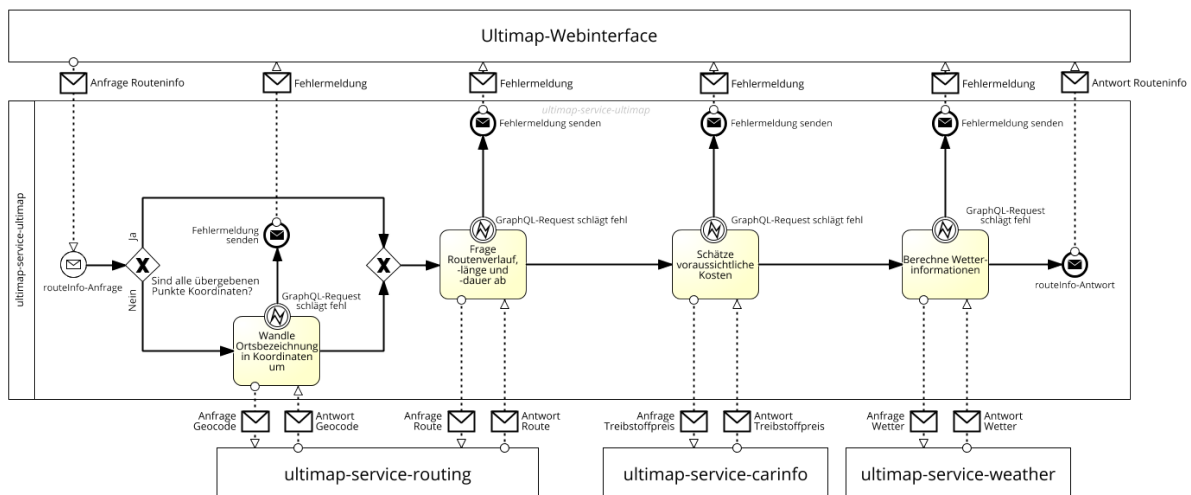 Ultimap-Webinterface
Anfrage Routeninfo
Fehlermeldung
Fehlermeldung
Fehlermeldung
Fehlermeldung
Antwort Routeninfo
ultimap-service-ultimap
ultimap-service-ultimap
Fehlermeldung senden
Fehlermeldung senden
Fehlermeldung senden
routeInfo-Anfrage
Ja
Nein
Sind alle übergebenen
Punkte Koordinaten?
Fehlermeldung
senden
GraphQL-Request
schlägt fehl
Wandle
Ortsbezeichnung
in Koordinaten
um
GraphQL-Request schlägt fehl
Frage
Routenverlauf,
-länge und
-dauer ab
GraphQL-Request schlägt fehl
Schätze
voraussichtliche
Kosten
GraphQL-Request
schlägt fehl
Berechne Wetter-
informationen
routeInfo-Antwort
Anfrage
Geocode
Antwort
Geocode
Anfrage
Route
Antwort
Route
Anfrage
Treibstoffpreis
Antwort
Treibstoffpreis
Anfrage
Wetter
Antwort
Wetter
ultimap-service-routing
ultimap-service-carinfo
ultimap-service-weather